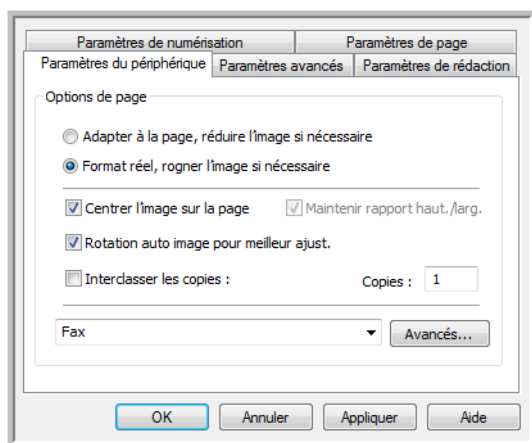 Paramètres de numérisation Paramètres de page
Paramètres du périphérique Paramètres avancés Paramètres de rédaction
Options de page
Adapter à la page, réduire l'image si nécessaire
Format réel, rogner l'image si nécessaire
Centrer l'image sur la page Maintenir rapport haut./larg.
Rotation auto image pour meilleur ajust.
Interclasser les copies : Copies : 1
Fax Avancés...
OK Annuler Appliquer Aide